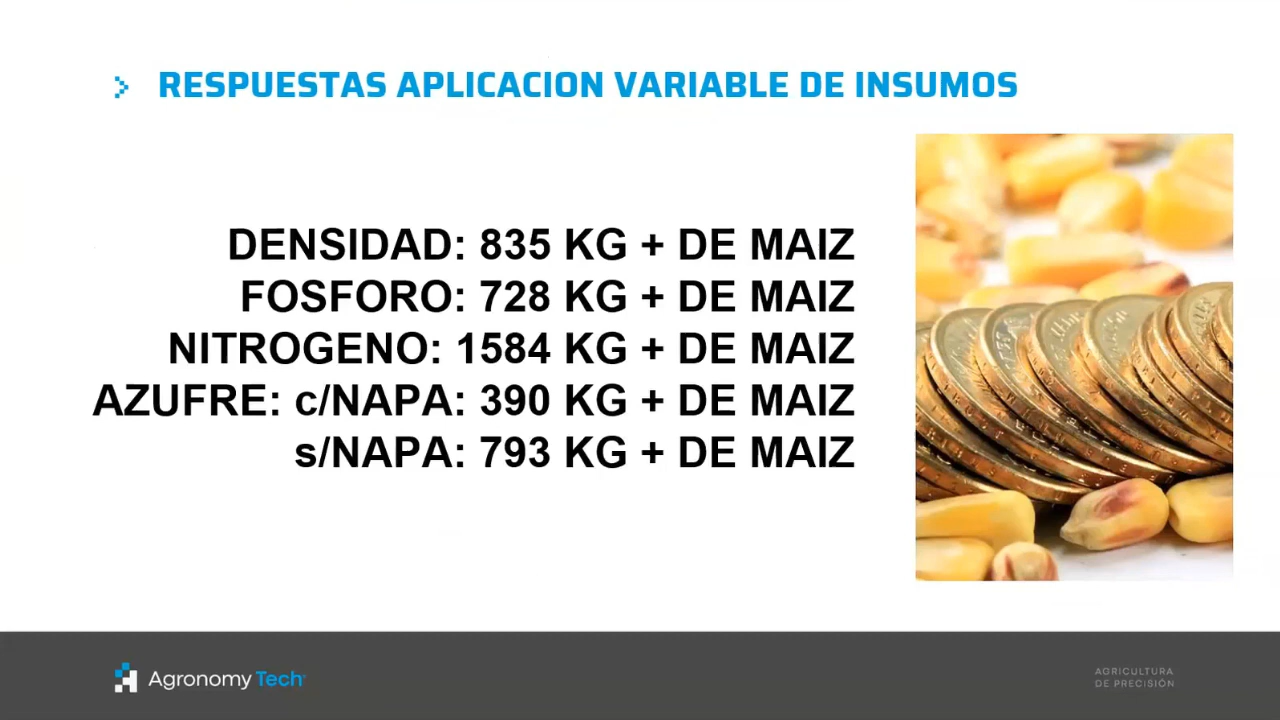 RESPUESTAS APLICACION VARIABLE DE INSUMOS
DENSIDAD: 835 KG + DE MAIZ
FOSFORO: 728 KG + DE MAIZ
NITROGENO: 1584 KG + DE MAIZ
AZUFRE: c/NAPA: 390 KG + DE MAIZ
s/NAPA: 793 KG + DE MAIZ
Agronomy Tech
AGRICULTURA
DE PRECISIÓN